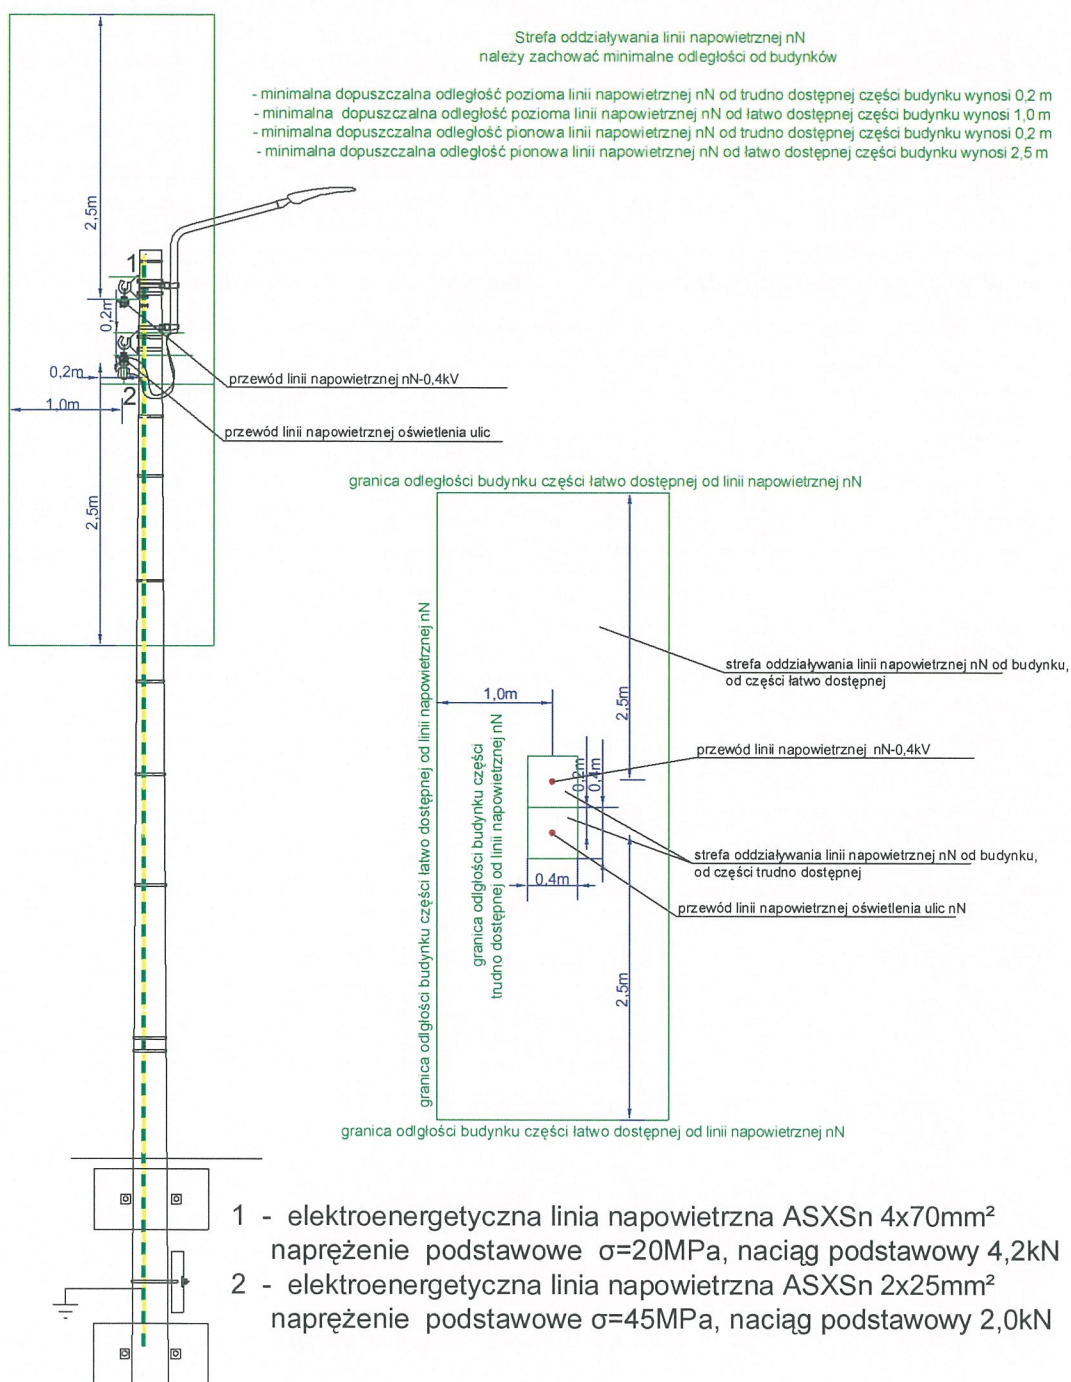 Strefa oddziaływania linii napowietrznej nN
należy zachować minimalne odległości od budynków
- minimalna dopuszczalna odległość pozioma linii napowietrznej nN od trudno dostępnej części budynku wynosi 0,2 m
- minimalna dopuszczalna odległość pozioma linii napowietrznej nN od łatwo dostępnej części budynku wynosi 1,0 m
- minimalna dopuszczalna odległość pionowa linii napowietrznej nN od trudno dostępnej części budynku wynosi 0,2 m
- minimalna dopuszczalna odległość pionowa linii napowietrznej nN od łatwo dostępnej części budynku wynosi 2,5 m
2,5m
1
0,2m
0,2m
2
1,0m
przewód linii napowietrznej nN-0,4kV
przewód linii napowietrznej oświetlenia ulic
2,5m
granica odległości budynku części łatwo dostępnej od linii napowietrznej nN
granica odlgłości budynku części łatwo dostępnej od linii napowietrznej nN
1,0m
2,5m
strefa oddziaływania linii napowietrznej nN od budynku,
od części łatwo dostępnej
granica odlgłości budynku części
trudno dostępnej od linii napowietrznej nN
przewód linii napowietrznej nN-0,4kV
0,2m
0,4m
strefa oddziaływania linii napowietrznej nN od budynku,
od części trudno dostępnej
0,4m
przewód linii napowietrznej oświetlenia ulic nN
2,5m
granica odlgłości budynku części łatwo dostępnej od linii napowietrznej nN
1 - elektroenergetyczna linia napowietrzna ASXSn 4x70mm²
naprężenie podstawowe σ=20MPa, naciąg podstawowy 4,2kN
2 - elektroenergetyczna linia napowietrzna ASXSn 2x25mm²
naprężenie podstawowe σ=45MPa, naciąg podstawowy 2,0kN